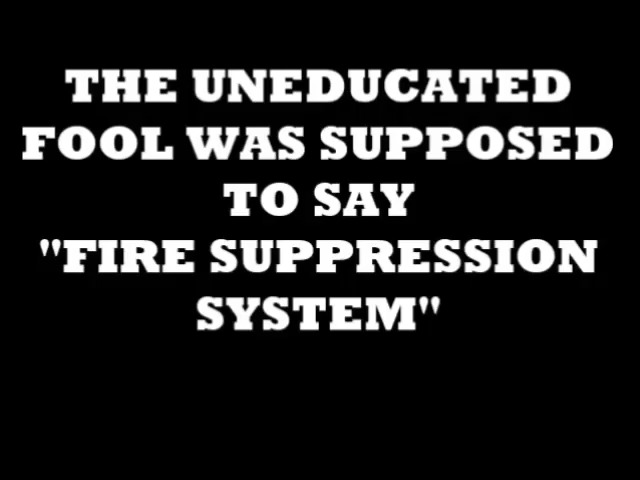 THE UNEDUCATED
FOOL WAS SUPPOSED
TO SAY
"FIRE SUPPRESSION
SYSTEM"